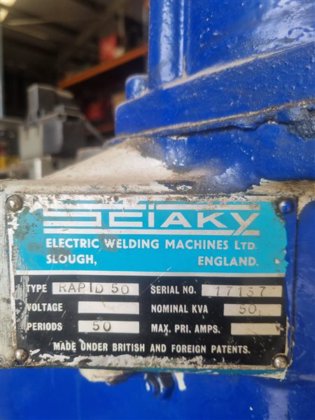 SCIAKY
ELECTRIC WELDING MACHINES LTD.
SLOUGH, ENGLAND.
TYPE RAPID 50 SERIAL NO. 17137
VOLTAGE NOMINAL KVA 50
PERIODS 50 MAX. PRI. AMPS.
MADE UNDER BRITISH AND FOREIGN PATENTS.